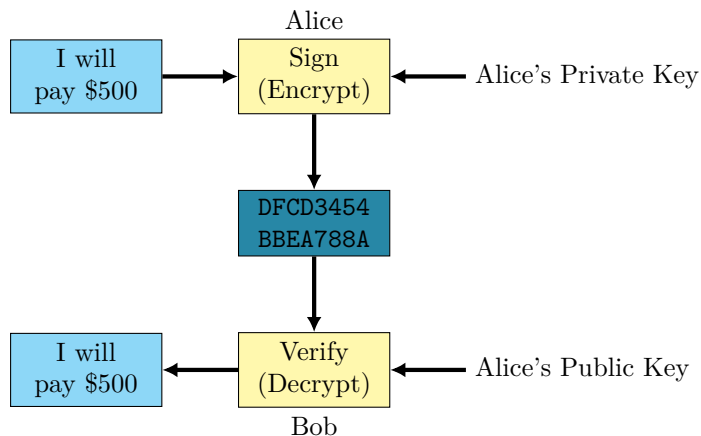 Alice
I will
pay $500
Sign
(Encrypt)
Alice's Private Key
DFCD3454
BBEA788A
I will
pay $500
Verify
(Decrypt)
Alice's Public Key
Bob